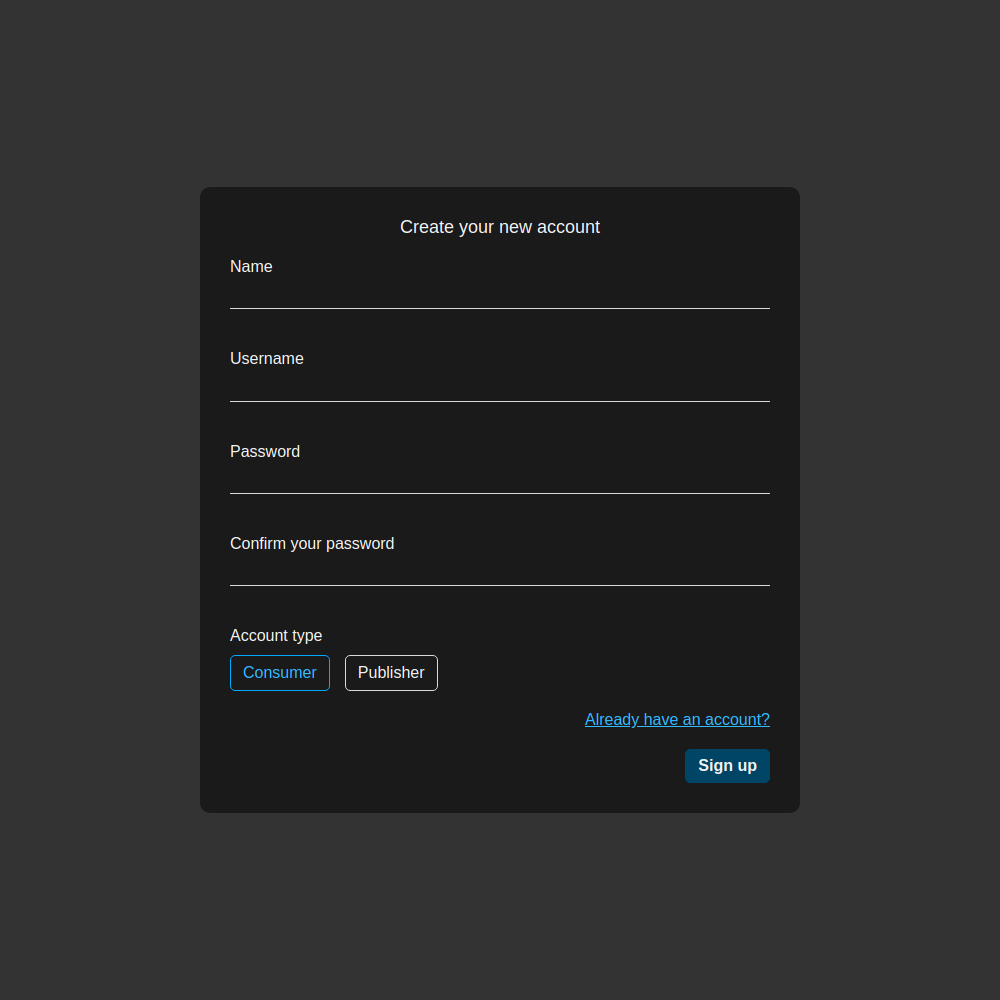 Create your new account
Name
Username
Password
Confirm your password
Account type
Consumer Publisher
Already have an account?
Sign up